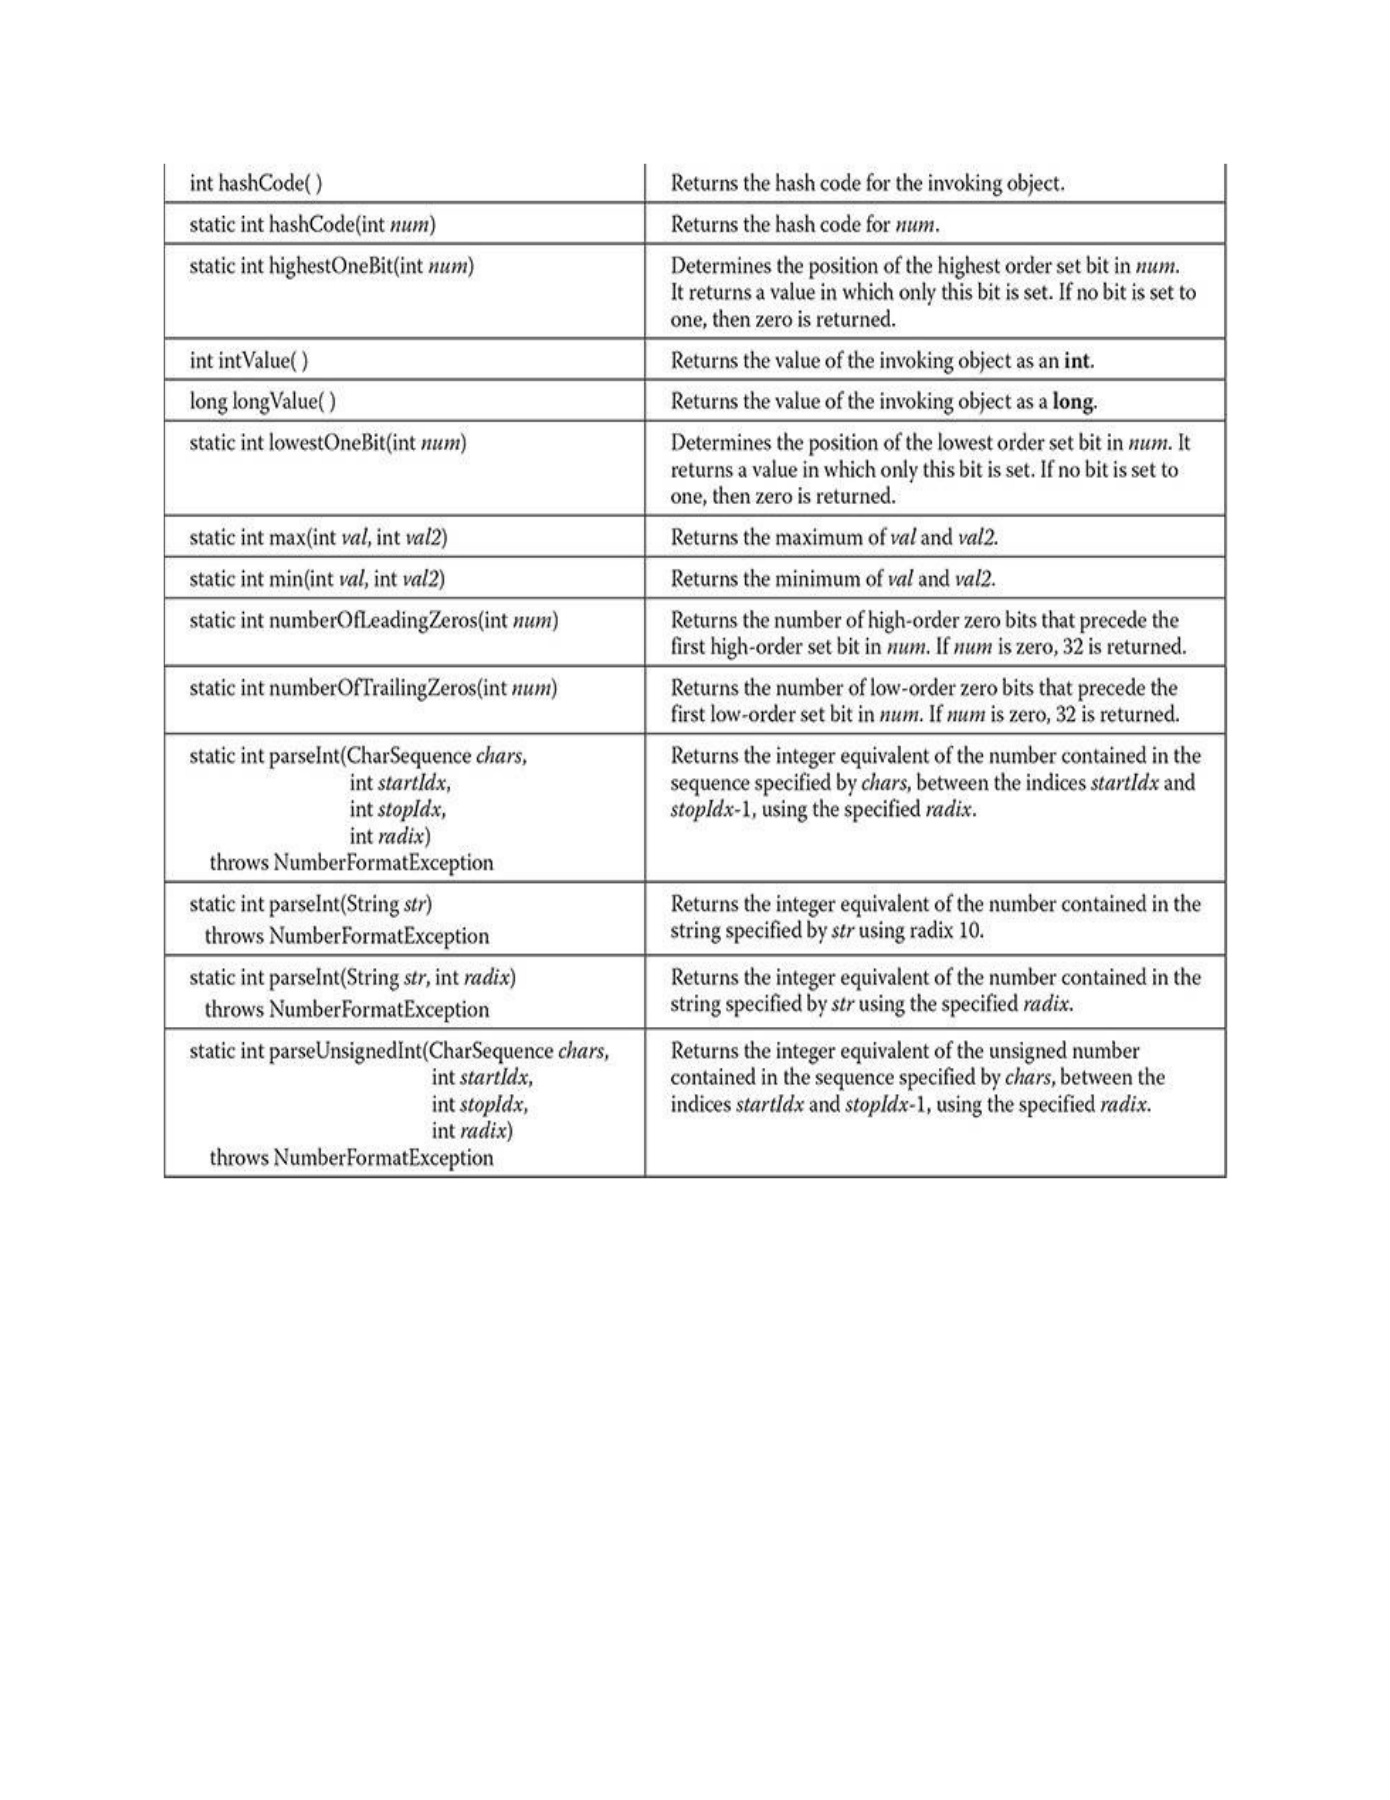 int hashCode( )
Returns the hash code for the invoking object.
static int hashCode(int num)
Returns the hash code for num.
static int highestOneBit(int num)
Determines the position of the highest order set bit in num.
It returns a value in which only this bit is set. If no bit is set to
one, then zero is returned.
int intValue( )
Returns the value of the invoking object as an int.
long longValue( )
Returns the value of the invoking object as a long.
static int lowestOneBit(int num)
Determines the position of the lowest order set bit in num. It
returns a value in which only this bit is set. If no bit is set to
one, then zero is returned.
static int max(int val, int val2)
Returns the maximum of val and val2.
static int min(int val, int val2)
Returns the minimum of val and val2.
static int numberOfLeadingZeros(int num)
Returns the number of high-order zero bits that precede the
first high-order set bit in num. If num is zero, 32 is returned.
static int numberOfTrailingZeros(int num)
Returns the number of low-order zero bits that precede the
first low-order set bit in num. If num is zero, 32 is returned.
static int parseInt(CharSequence chars,
int startIdx,
int stopIdx,
int radix)
throws NumberFormatException
Returns the integer equivalent of the number contained in the
sequence specified by chars, between the indices startIdx and
stopIdx-1, using the specified radix.
static int parseInt(String str)
throws NumberFormatException
Returns the integer equivalent of the number contained in the
string specified by str using radix 10.
static int parseInt(String str, int radix)
throws NumberFormatException
Returns the integer equivalent of the number contained in the
string specified by str using the specified radix.
static int parseUnsignedInt(CharSequence chars,
int startIdx,
int stopIdx,
int radix)
throws NumberFormatException
Returns the integer equivalent of the unsigned number
contained in the sequence specified by chars, between the
indices startIdx and stopIdx-1, using the specified radix.